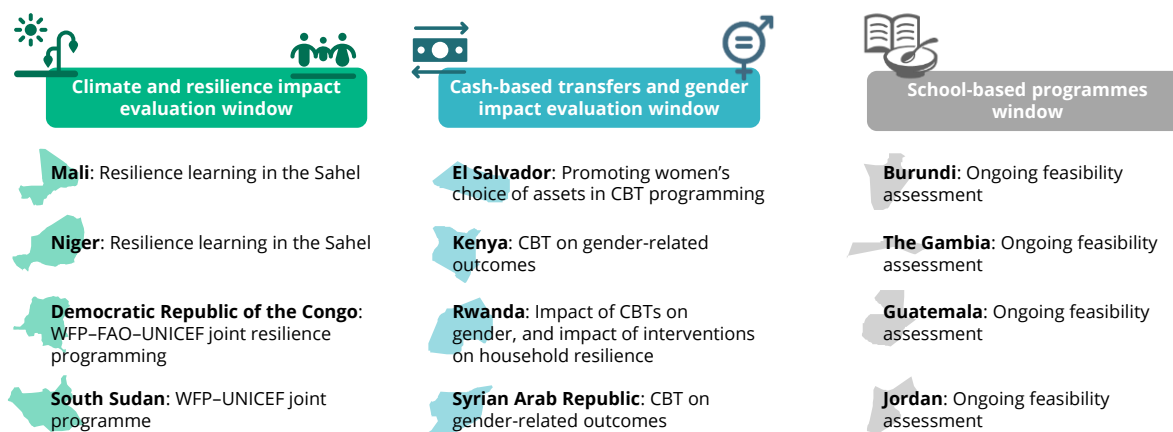 Climate and resilience impact
evaluation window
Mali: Resilience learning in the Sahel
Niger: Resilience learning in the Sahel
Democratic Republic of the Congo:
WFP–FAO–UNICEF joint resilience
programming
South Sudan: WFP–UNICEF joint
programme
Cash-based transfers and gender
impact evaluation window
El Salvador: Promoting women’s
choice of assets in CBT programming
Kenya: CBT on gender-related
outcomes
Rwanda: Impact of CBTs on
gender, and impact of interventions
on household resilience
Syrian Arab Republic: CBT on
gender-related outcomes
School-based programmes
window
Burundi: Ongoing feasibility
assessment
The Gambia: Ongoing feasibility
assessment
Guatemala: Ongoing feasibility
assessment
Jordan: Ongoing feasibility
assessment